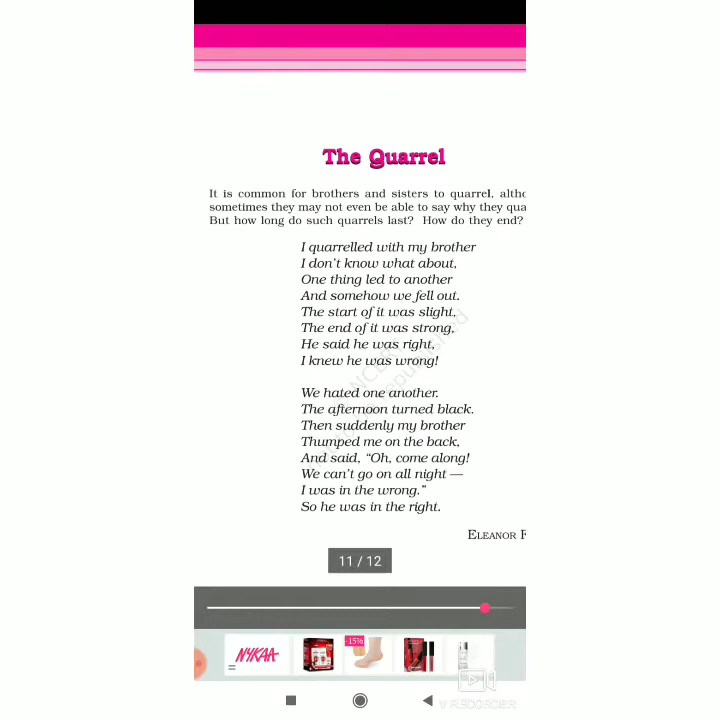 The Quarrel
It is common for brothers and sisters to quarrel, altho
sometimes they may not even be able to say why they qua
But how long do such quarrels last? How do they end?
I quarrelled with my brother
I don't know what about,
One thing led to another
And somehow we fell out.
The start of it was slight,
The end of it was strong,
He said he was right,
I knew he was wrong!
We hated one another.
The afternoon turned black.
Then suddenly my brother
Thumped me on the back,
And said, “Oh, come along!
We can't go on all night —
I was in the wrong.”
So he was in the right.
ELEANOR F
11 / 12
NYKAA
-15%
V RECORDER